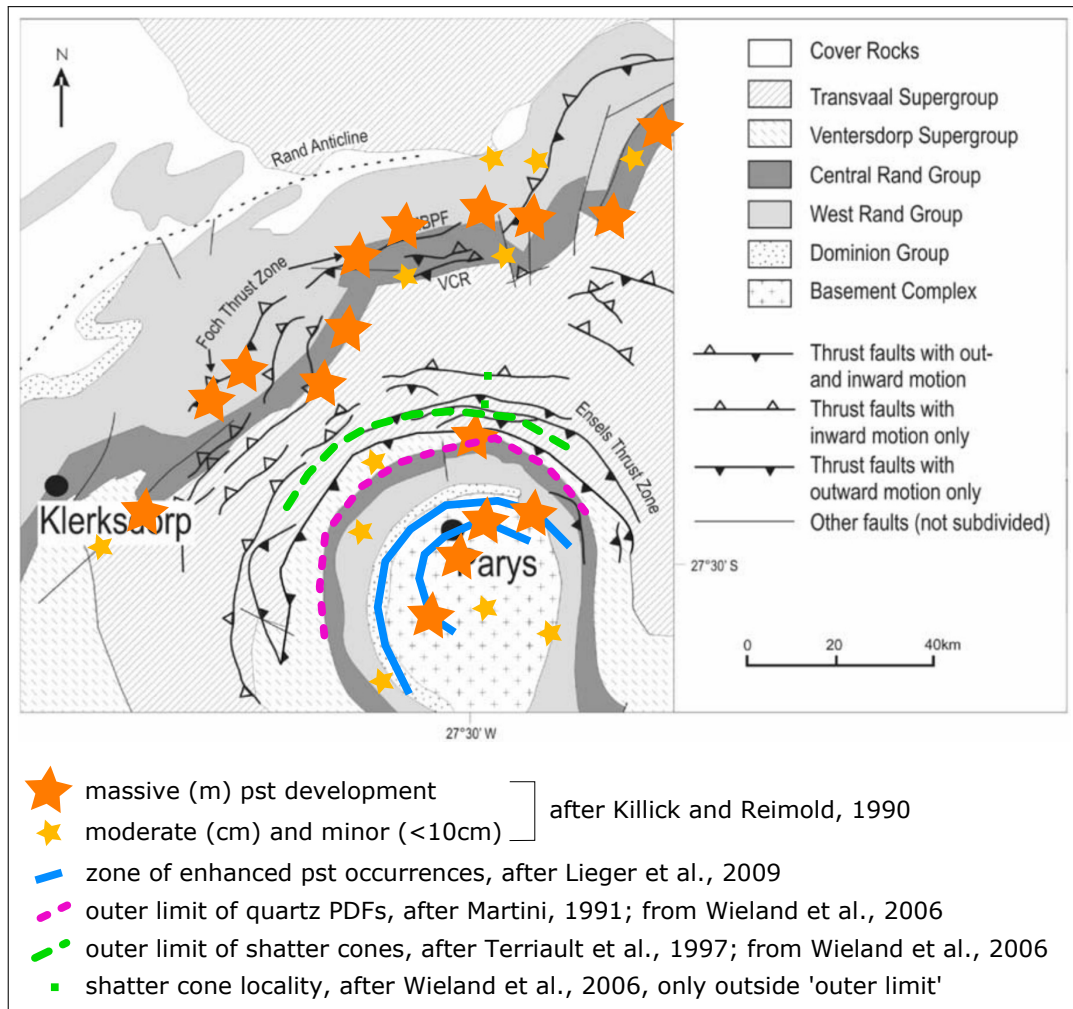 N
Rand Anticline
BPF
VCR
Foch Thrust Zone
Ensels Thrust Zone
Klerksdorp
Parys
27°30' S
27°30' W
0 20 40km
Cover Rocks
Transvaal Supergroup
Ventersdorp Supergroup
Central Rand Group
West Rand Group
Dominion Group
Basement Complex
Thrust faults with out-
and inward motion
Thrust faults with
inward motion only
Thrust faults with
outward motion only
Other faults (not subdivided)
massive (m) pst development
moderate (cm) and minor (<10cm)
after Killick and Reimold, 1990
zone of enhanced pst occurrences, after Lieger et al., 2009
outer limit of quartz PDFs, after Martini, 1991; from Wieland et al., 2006
outer limit of shatter cones, after Terriault et al., 1997; from Wieland et al., 2006
shatter cone locality, after Wieland et al., 2006, only outside 'outer limit'